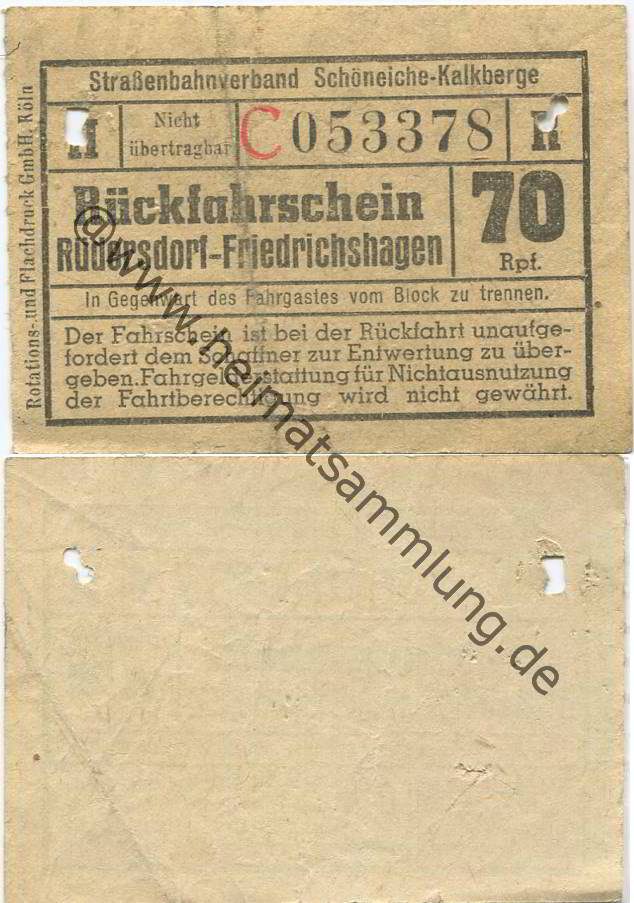 Straßenbahnverband Schöneiche-Kalkberge
H
Nicht
übertragbar
C053378
R
Rückfahrschein
Rüdersdorf-Friedrichshagen
70
Rpf.
In Gegenwart des Fahrgastes vom Block zu trennen.
Der Fahrschein ist bei der Rückfahrt unaufge-
fordert dem Schaffner zur Entwertung zu über-
geben. Fahrgelderstattung für Nichtausnutzung
der Fahrtberechtigung wird nicht gewährt.
Rotations- und Flachdruck GmbH. Köln
@www.heimatsammlung.de